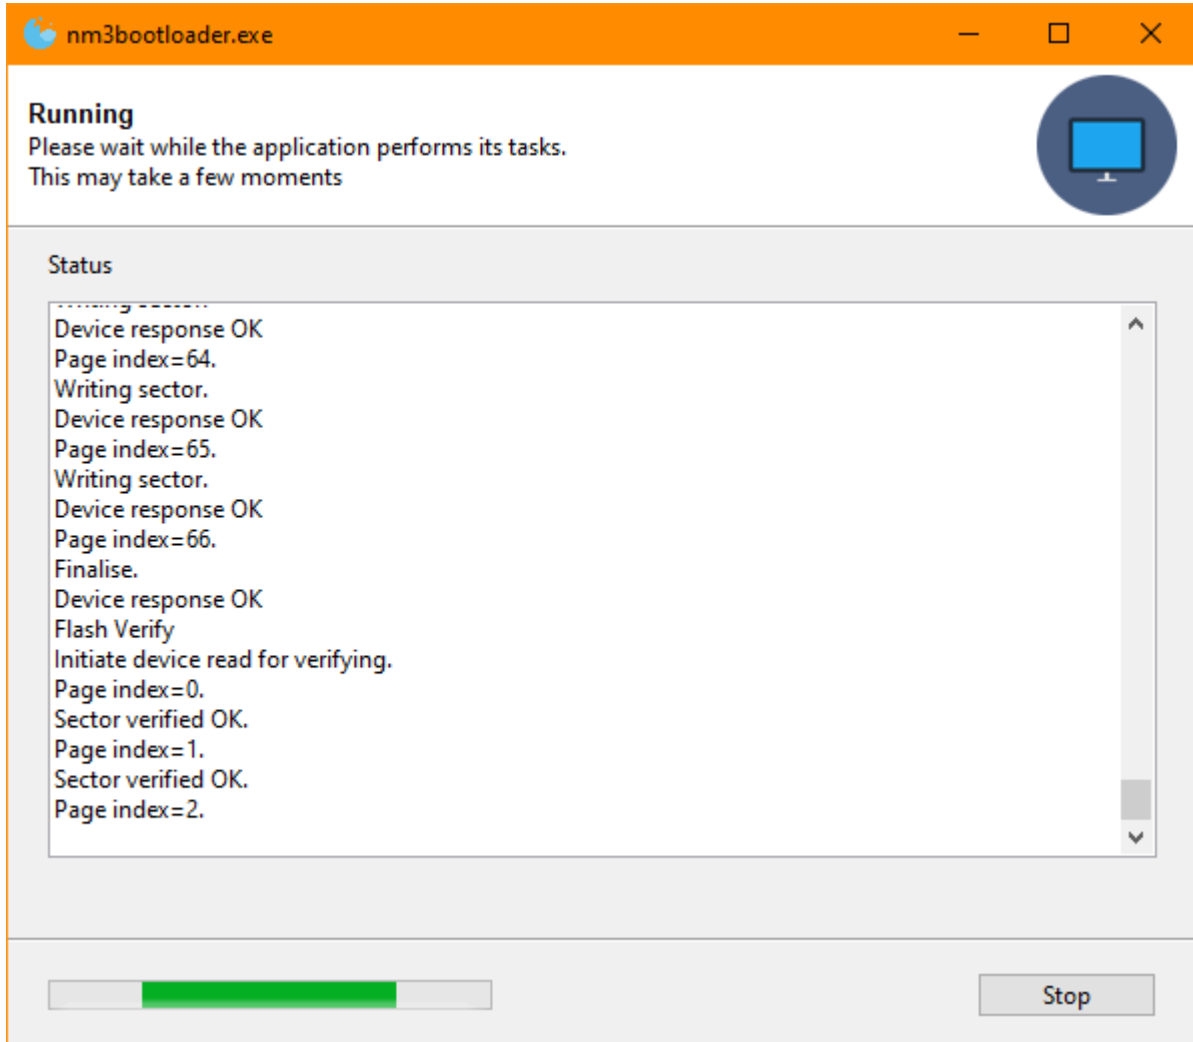 nm3bootloader.exe
Running
Please wait while the application performs its tasks.
This may take a few moments
Status
Device response OK
Page index=64.
Writing sector.
Device response OK
Page index=65.
Writing sector.
Device response OK
Page index=66.
Finalise.
Device response OK
Flash Verify
Initiate device read for verifying.
Page index=0.
Sector verified OK.
Page index=1.
Sector verified OK.
Page index=2.
Stop